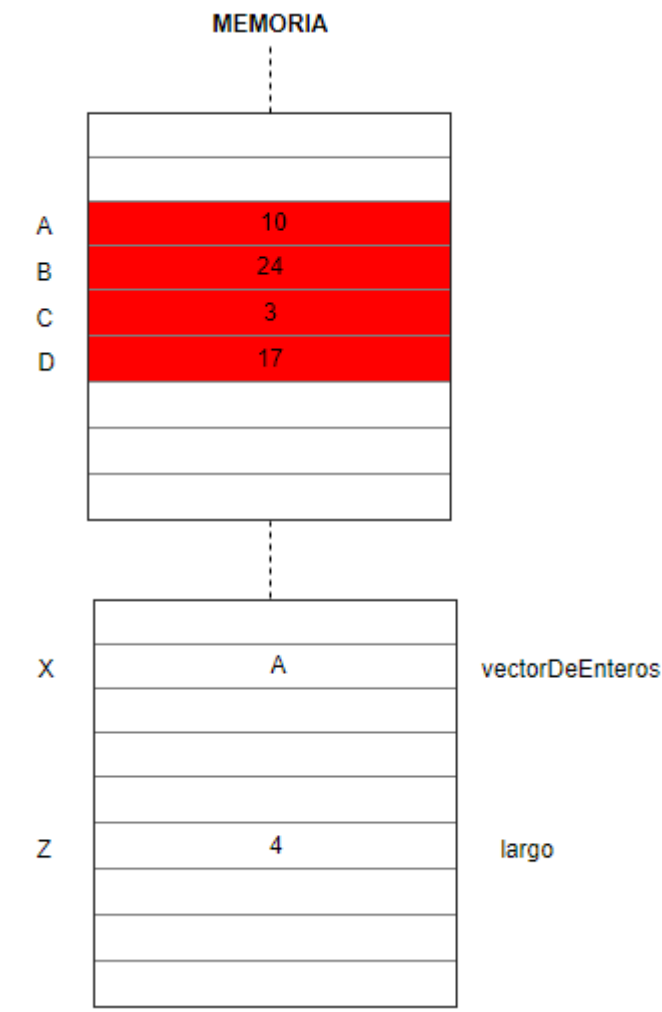 MEMORIA
A 10
B 24
C 3
D 17
X A vectorDeEnteros
Z 4 largo